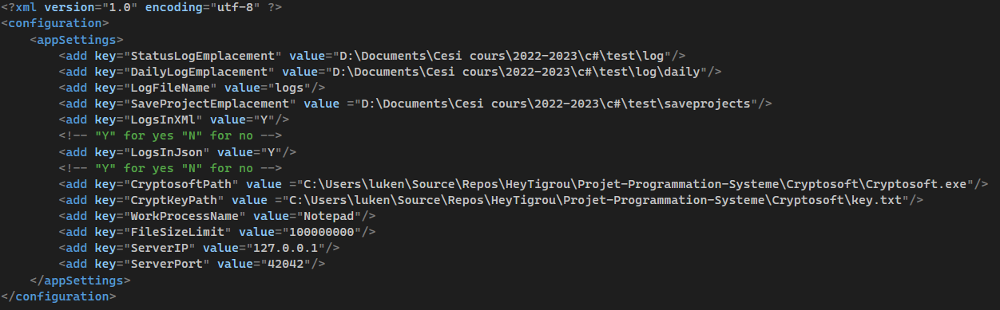 <?xml version="1.0" encoding="utf-8" ?>
<configuration>
    <appSettings>
        <add key="StatusLogEmplacement" value="D:\Documents\Cesi cours\2022-2023\c#\test\log"/>
        <add key="DailyLogEmplacement" value="D:\Documents\Cesi cours\2022-2023\c#\test\log\daily"/>
        <add key="LogFileName" value="logs"/>
        <add key="SaveProjectEmplacement" value ="D:\Documents\Cesi cours\2022-2023\c#\test\saveprojects"/>
        <add key="LogsInXMl" value="Y"/>
        <!-- "Y" for yes "N" for no -->
        <add key="LogsInJson" value="Y"/>
        <!-- "Y" for yes "N" for no -->
        <add key="CryptosoftPath" value ="C:\Users\luken\Source\Repos\HeyTigrou\Projet-Programmation-Systeme\Cryptosoft\Cryptosoft.exe"/>
        <add key="CryptKeyPath" value ="C:\Users\luken\Source\Repos\HeyTigrou\Projet-Programmation-Systeme\Cryptosoft\key.txt"/>
        <add key="WorkProcessName" value="Notepad"/>
        <add key="FileSizeLimit" value="100000000"/>
        <add key="ServerIP" value="127.0.0.1"/>
        <add key="ServerPort" value="42042"/>
    </appSettings>
</configuration>